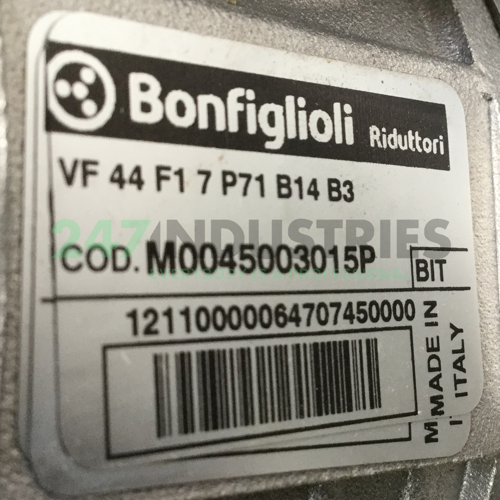 Bonfiglioli Riduttori
VF 44 F1 7 P71 B14 B3
247INDUSTRIES
COD. M0045003015P
BIT
12110000064707450000
MADE IN
ITALY